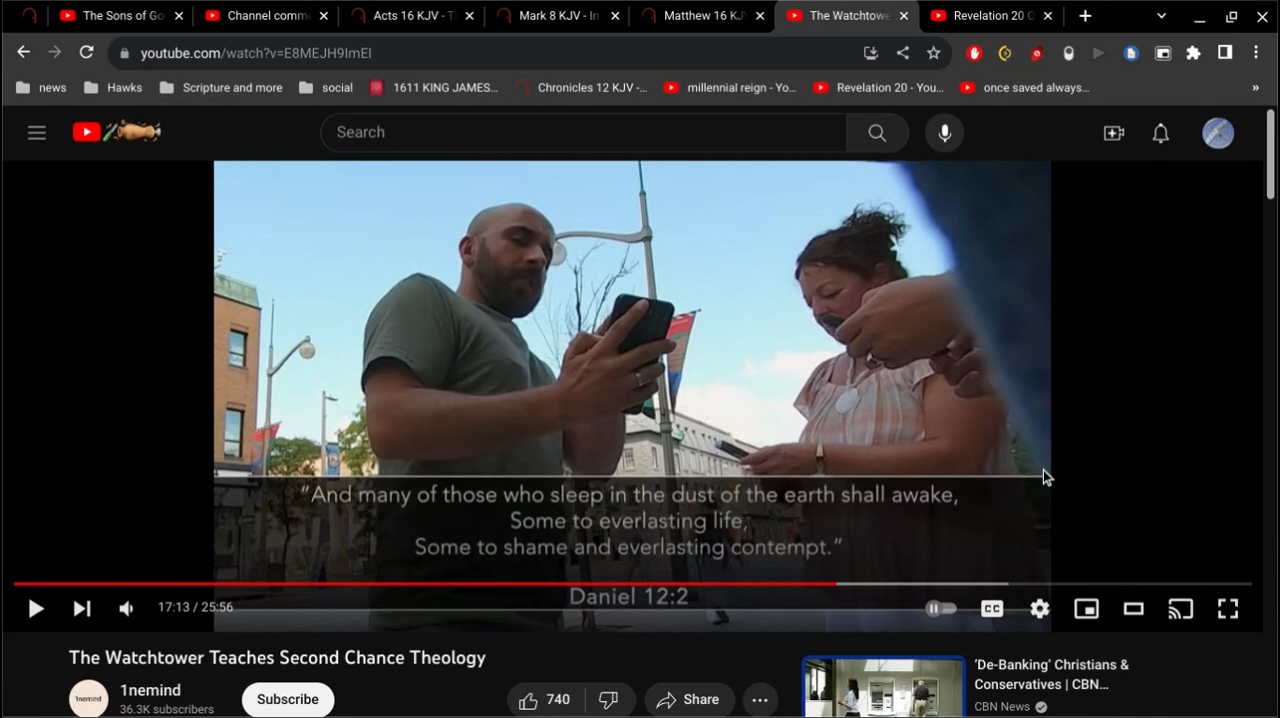 The Sons of Go
Channel comm
Acts 16 KJV - T
Mark 8 KJV - In
Matthew 16 KJ
The Watchtowe
Revelation 20 Q
youtube.com/watch?v=E8MEJH9ImEI
news
Hawks
Scripture and more
social
1611 KING JAMES...
Chronicles 12 KJV -...
millennial reign - Yo...
Revelation 20 - You...
once saved always...
»
Search
"And many of those who sleep in the dust of the earth shall awake,
Some to everlasting life,
Some to shame and everlasting contempt."
Daniel 12:2
17:13 / 25:56
CC
The Watchtower Teaches Second Chance Theology
1nemind
1nemind
36.3K subscribers
Subscribe
740
Share
'De-Banking' Christians &
Conservatives | CBN...
CBN News